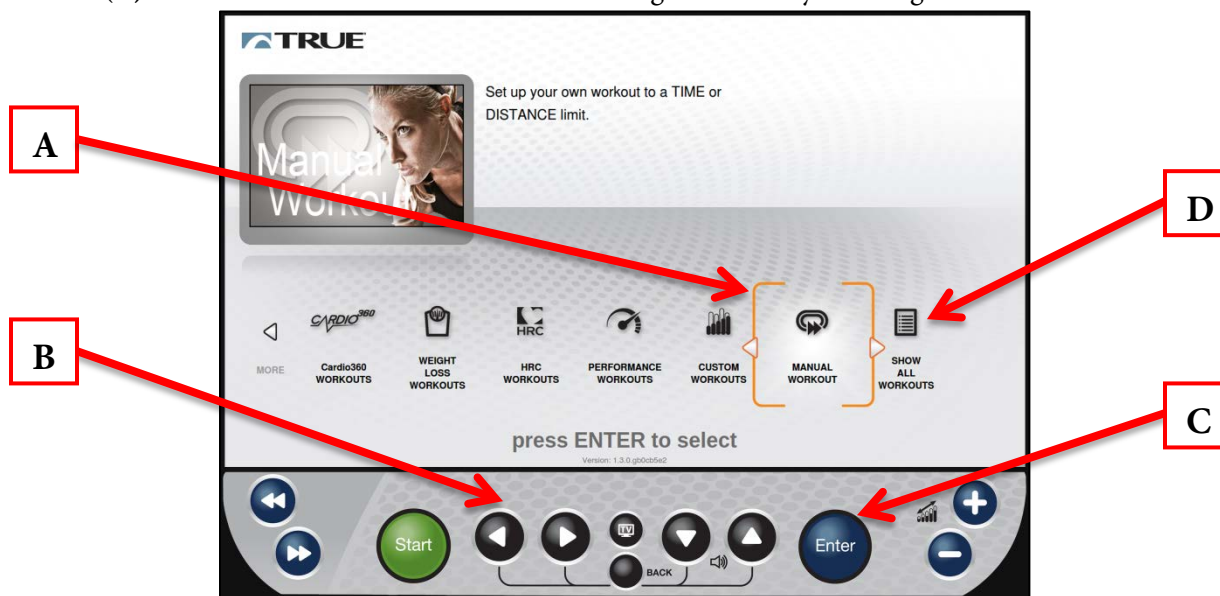 TRUE
Manual
Workout
Set up your own workout to a TIME or
DISTANCE limit.
A
D
B
C
MORE
CARDIO360
Cardio360
WORKOUTS
WEIGHT
LOSS
WORKOUTS
HRC
HRC
WORKOUTS
PERFORMANCE
WORKOUTS
CUSTOM
WORKOUTS
MANUAL
WORKOUT
SHOW
ALL
WORKOUTS
press ENTER to select
Version: 1.3.0.gb0cb5e2
Start
TV
BACK
Enter